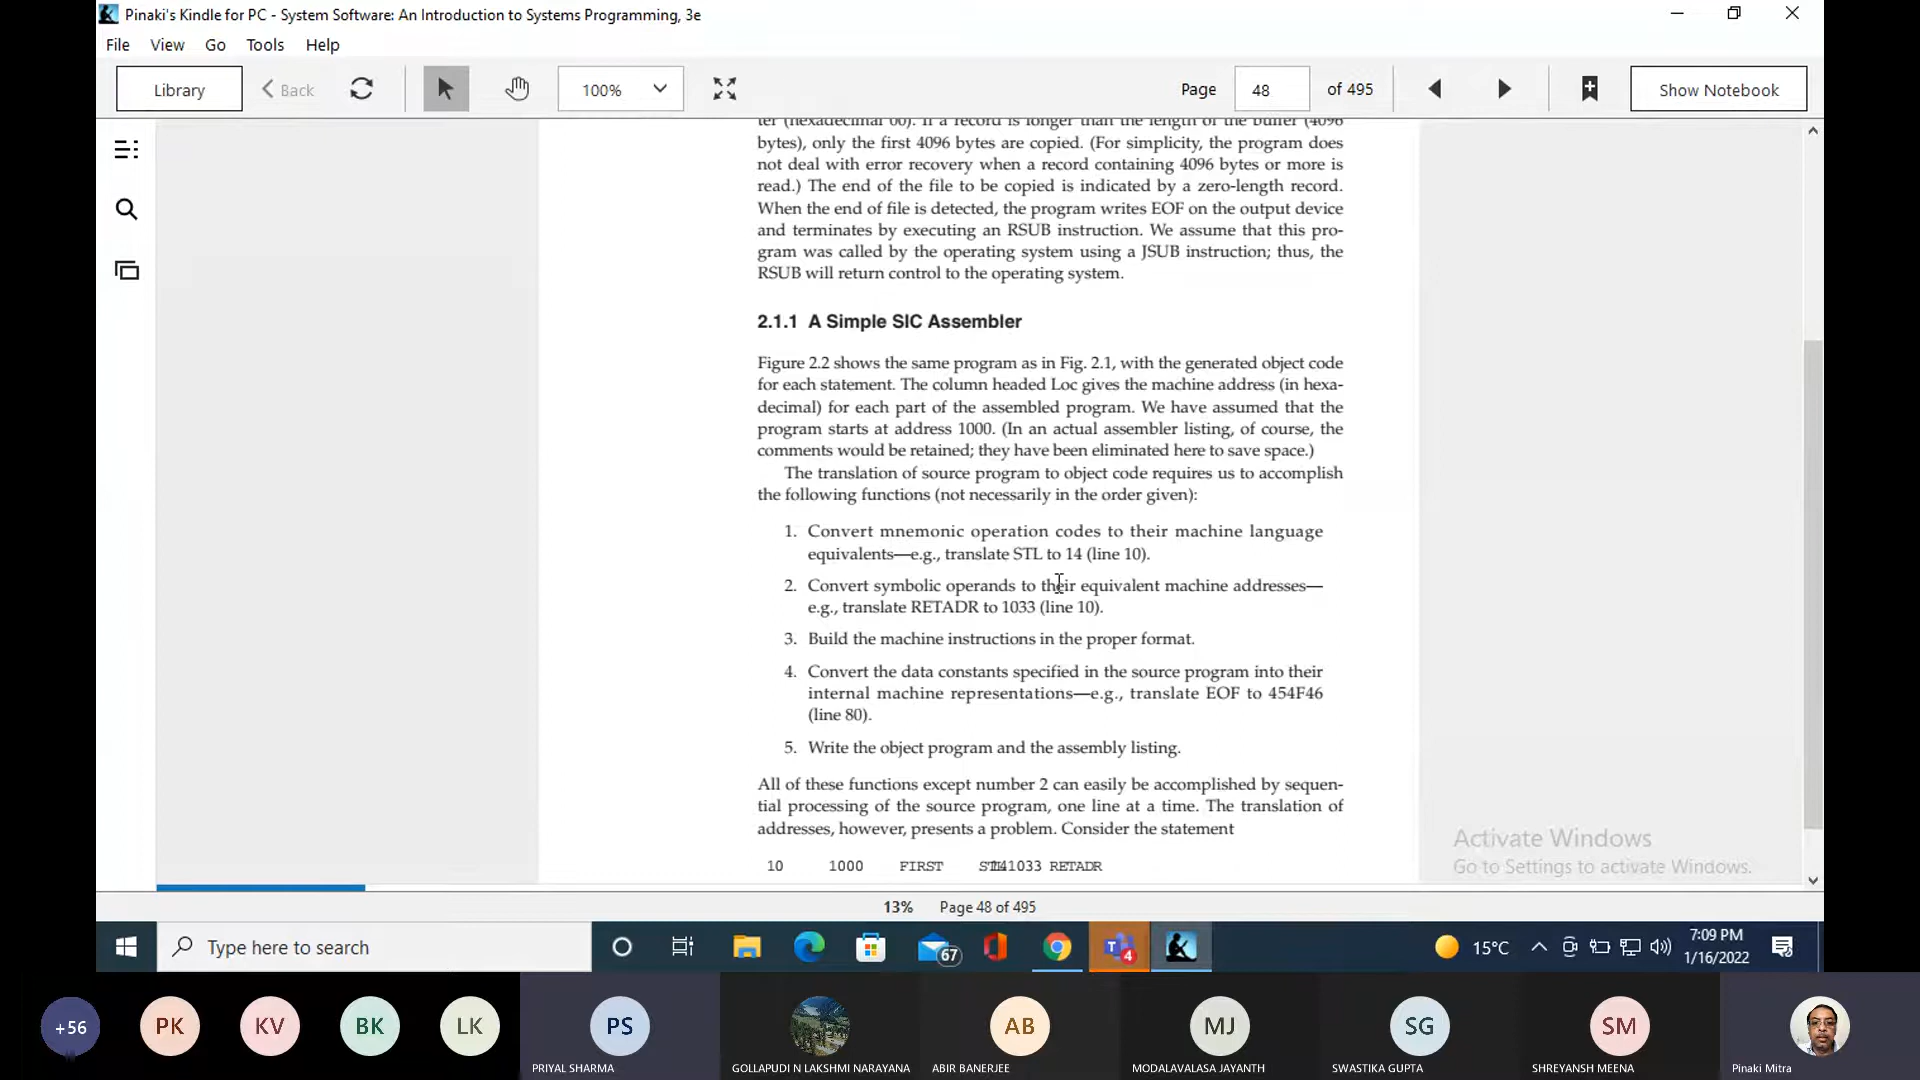 Pinaki's Kindle for PC - System Software: An Introduction to Systems Programming, 3e
File View Go Tools Help
Library Back 100% Page 48 of 495 Show Notebook
ter (hexadecimal 00). If a record is longer than the length of the buffer (4096
bytes), only the first 4096 bytes are copied. (For simplicity, the program does
not deal with error recovery when a record containing 4096 bytes or more is
read.) The end of the file to be copied is indicated by a zero-length record.
When the end of file is detected, the program writes EOF on the output device
and terminates by executing an RSUB instruction. We assume that this pro-
gram was called by the operating system using a JSUB instruction; thus, the
RSUB will return control to the operating system.
2.1.1 A Simple SIC Assembler
Figure 2.2 shows the same program as in Fig. 2.1, with the generated object code
for each statement. The column headed Loc gives the machine address (in hexa-
decimal) for each part of the assembled program. We have assumed that the
program starts at address 1000. (In an actual assembler listing, of course, the
comments would be retained; they have been eliminated here to save space.)
The translation of source program to object code requires us to accomplish
the following functions (not necessarily in the order given):
1. Convert mnemonic operation codes to their machine language
equivalents—e.g., translate STL to 14 (line 10).
2. Convert symbolic operands to their equivalent machine addresses—
e.g., translate RETADR to 1033 (line 10).
3. Build the machine instructions in the proper format.
4. Convert the data constants specified in the source program into their
internal machine representations—e.g., translate EOF to 454F46
(line 80).
5. Write the object program and the assembly listing.
All of these functions except number 2 can easily be accomplished by sequen-
tial processing of the source program, one line at a time. The translation of
addresses, however, presents a problem. Consider the statement
10 1000 FIRST STL 141033 RETADR
Activate Windows
Go to Settings to activate Windows.
13% Page 48 of 495
Type here to search
67
4
15°C
7:09 PM
1/16/2022
+56 PK KV BK LK PS AB MJ SG SM
PRIYAL SHARMA GOLLAPUDI N LAKSHMI NARAYANA ABIR BANERJEE MODALAVALASA JAYANTH SWASTIKA GUPTA SHREYANSH MEENA Pinaki Mitra